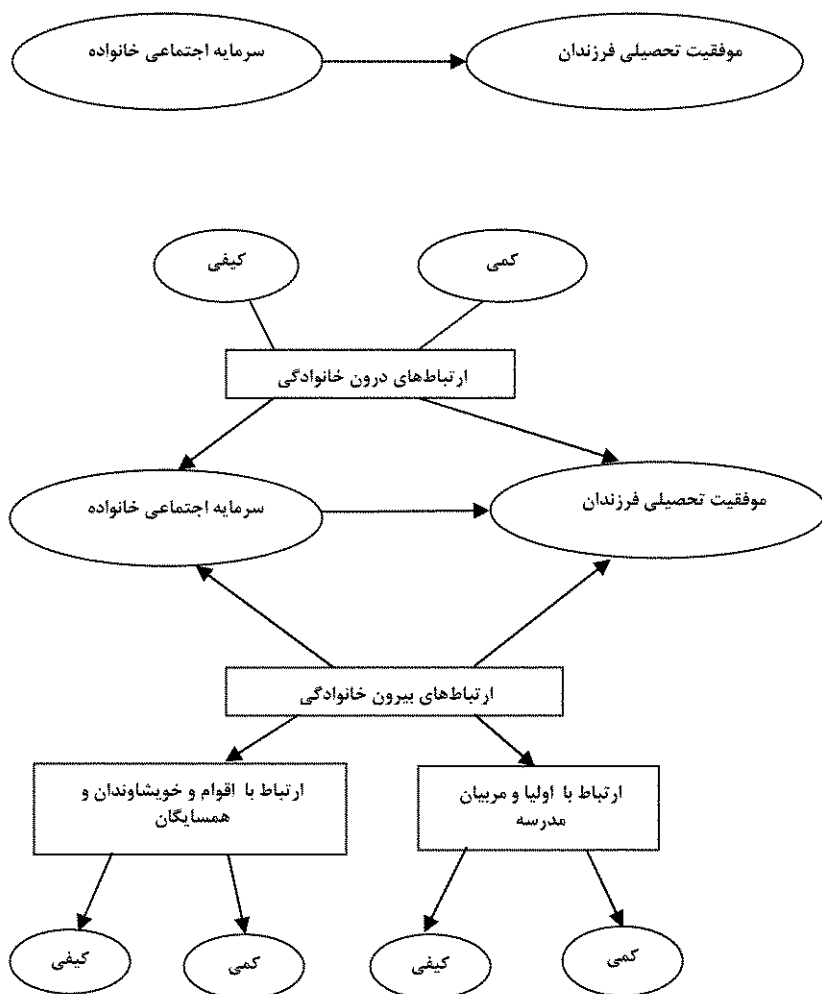 سرمایه اجتماعی خانواده
موفقیت تحصیلی فرزندان
کیفی
کمی
ارتباط‌های درون خانوادگی
سرمایه اجتماعی خانواده
موفقیت تحصیلی فرزندان
ارتباط‌های بیرون خانوادگی
ارتباط با اقوام و خویشاوندان و
همسایگان
ارتباط با اولیا و مربیان
مدرسه
کیفی
کمی
کیفی
کمی